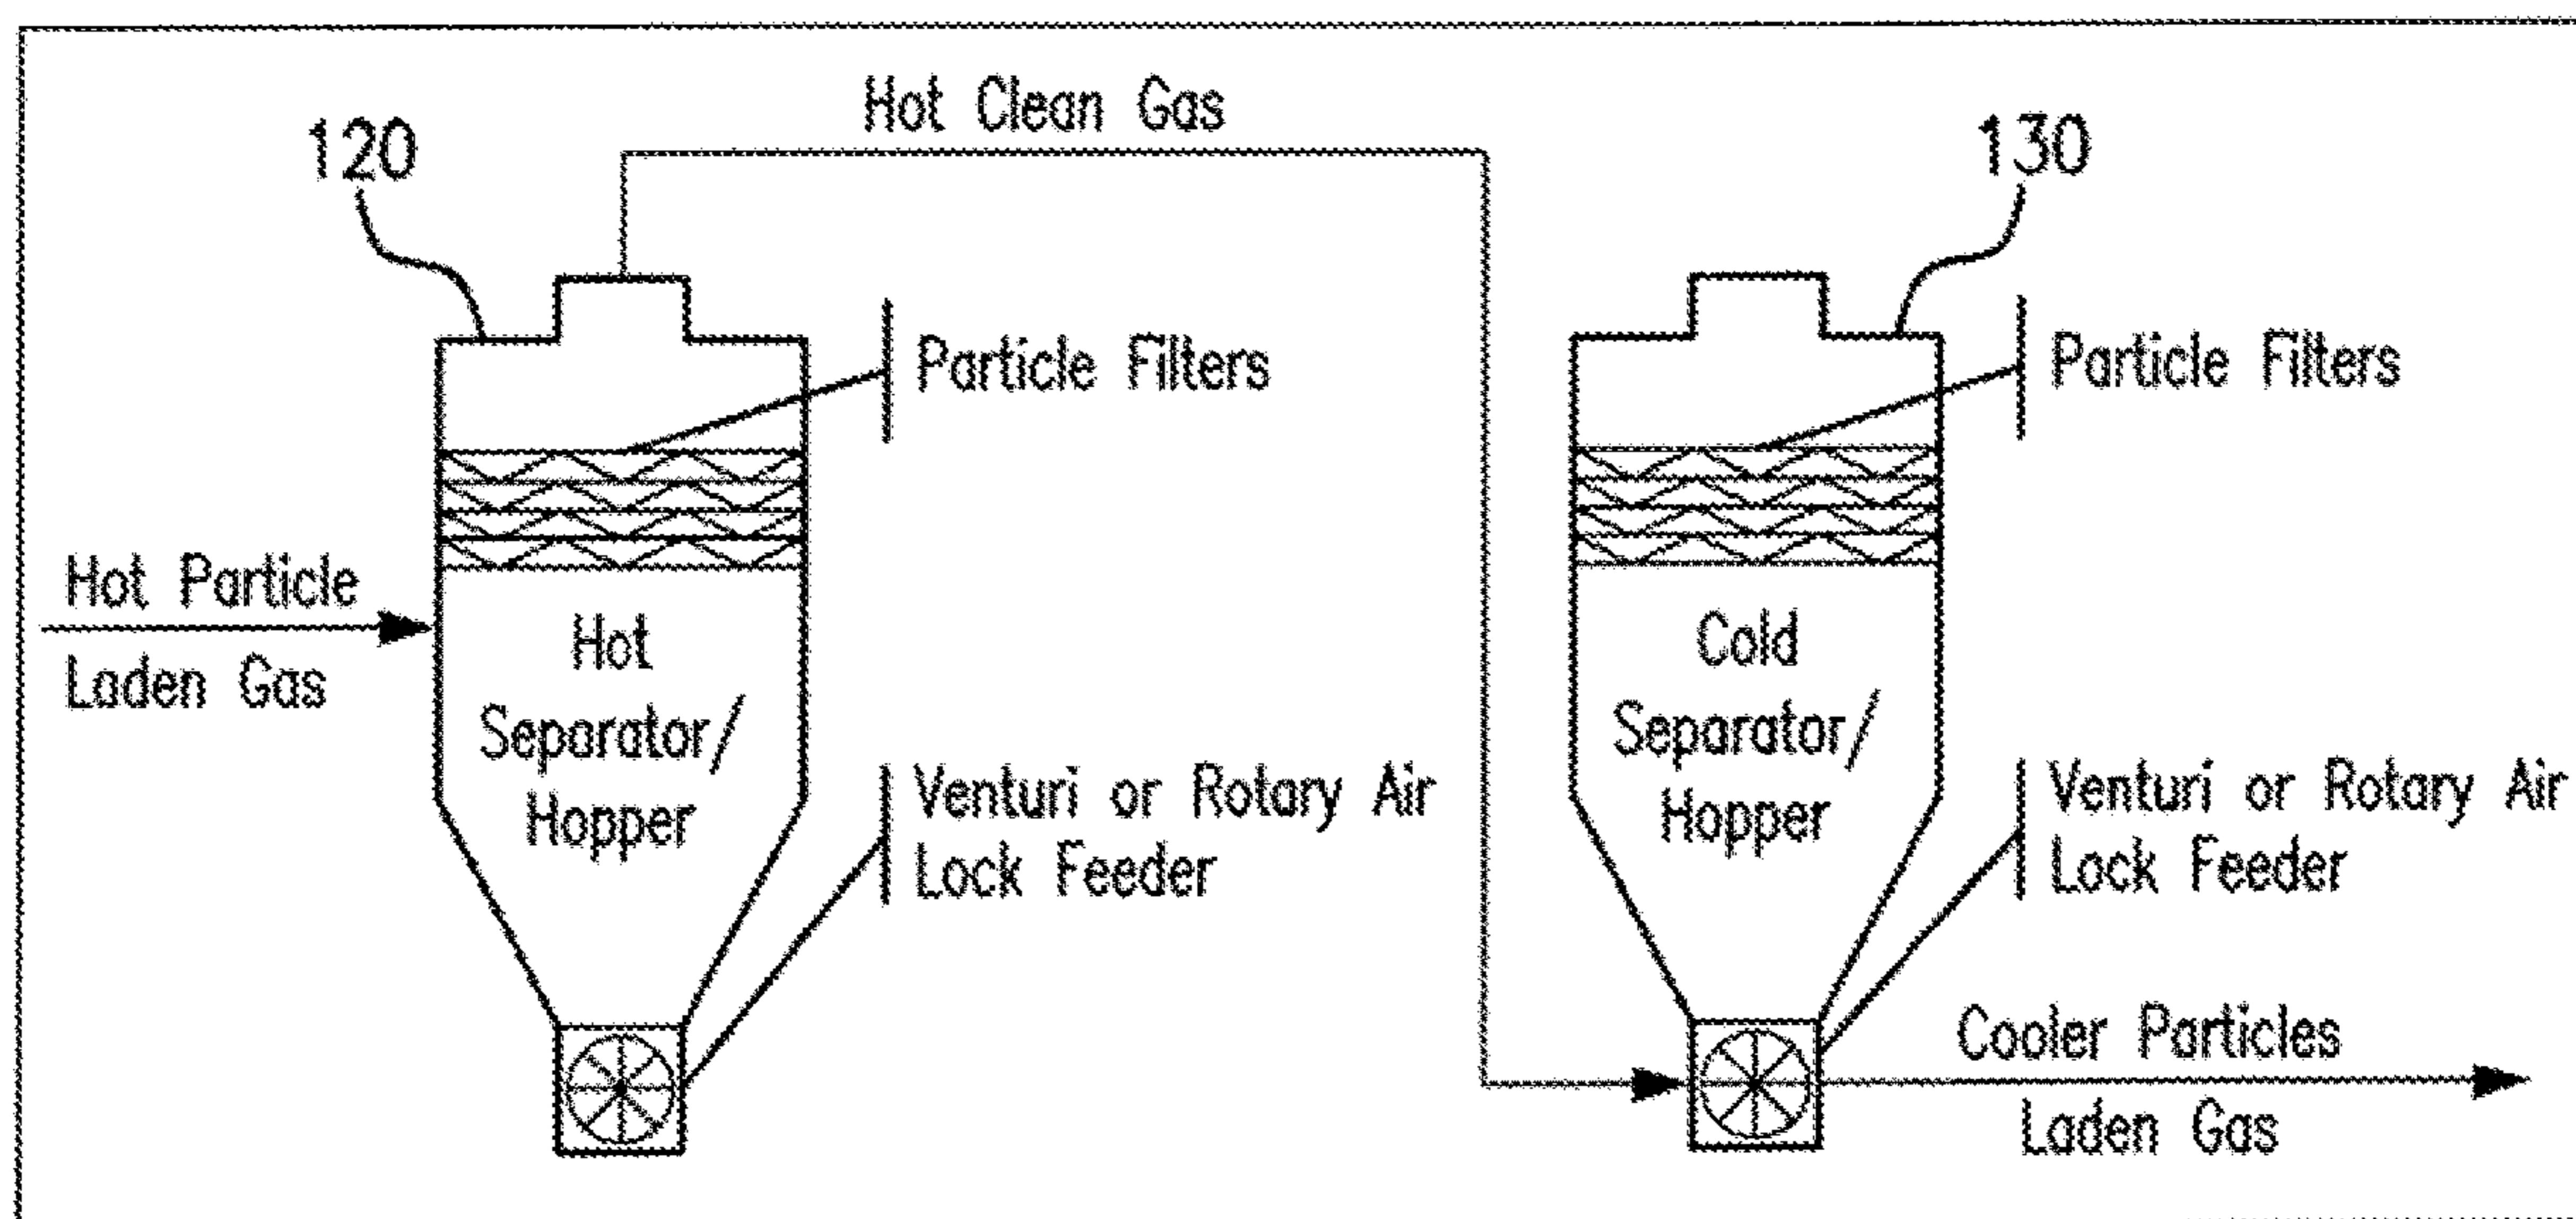 Hot Clean Gas
120
130
Particle Filters
Particle Filters
Hot Particle
Laden Gas
Hot
Separator/
Hopper
Cold
Separator/
Hopper
Venturi or Rotary Air
Lock Feeder
Venturi or Rotary Air
Lock Feeder
Cooler Particles
Laden Gas